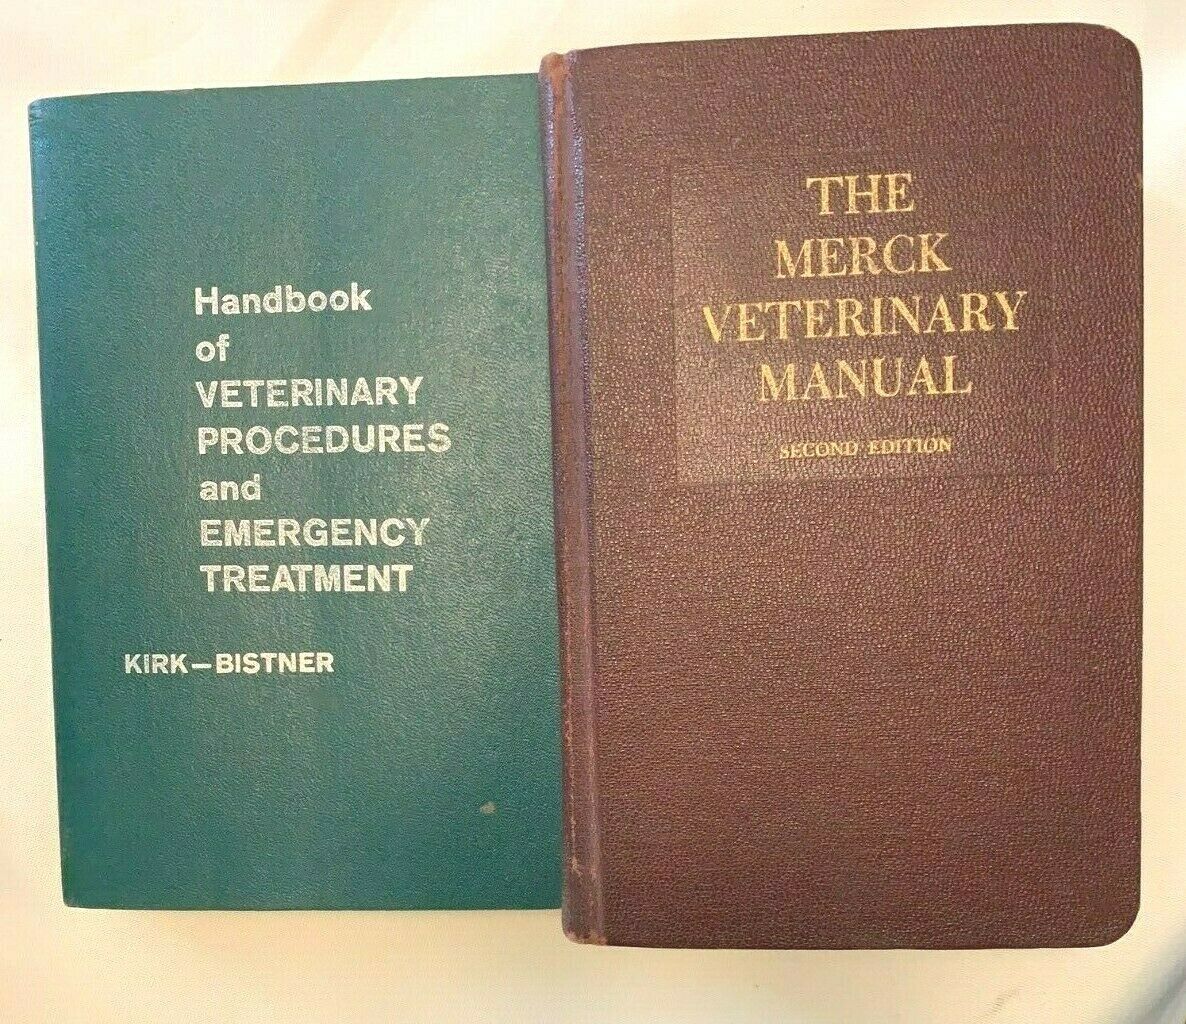 Handbook
of
VETERINARY
PROCEDURES
and
EMERGENCY
TREATMENT
KIRK—BISTNER
THE
MERCK
VETERINARY
MANUAL
SECOND EDITION